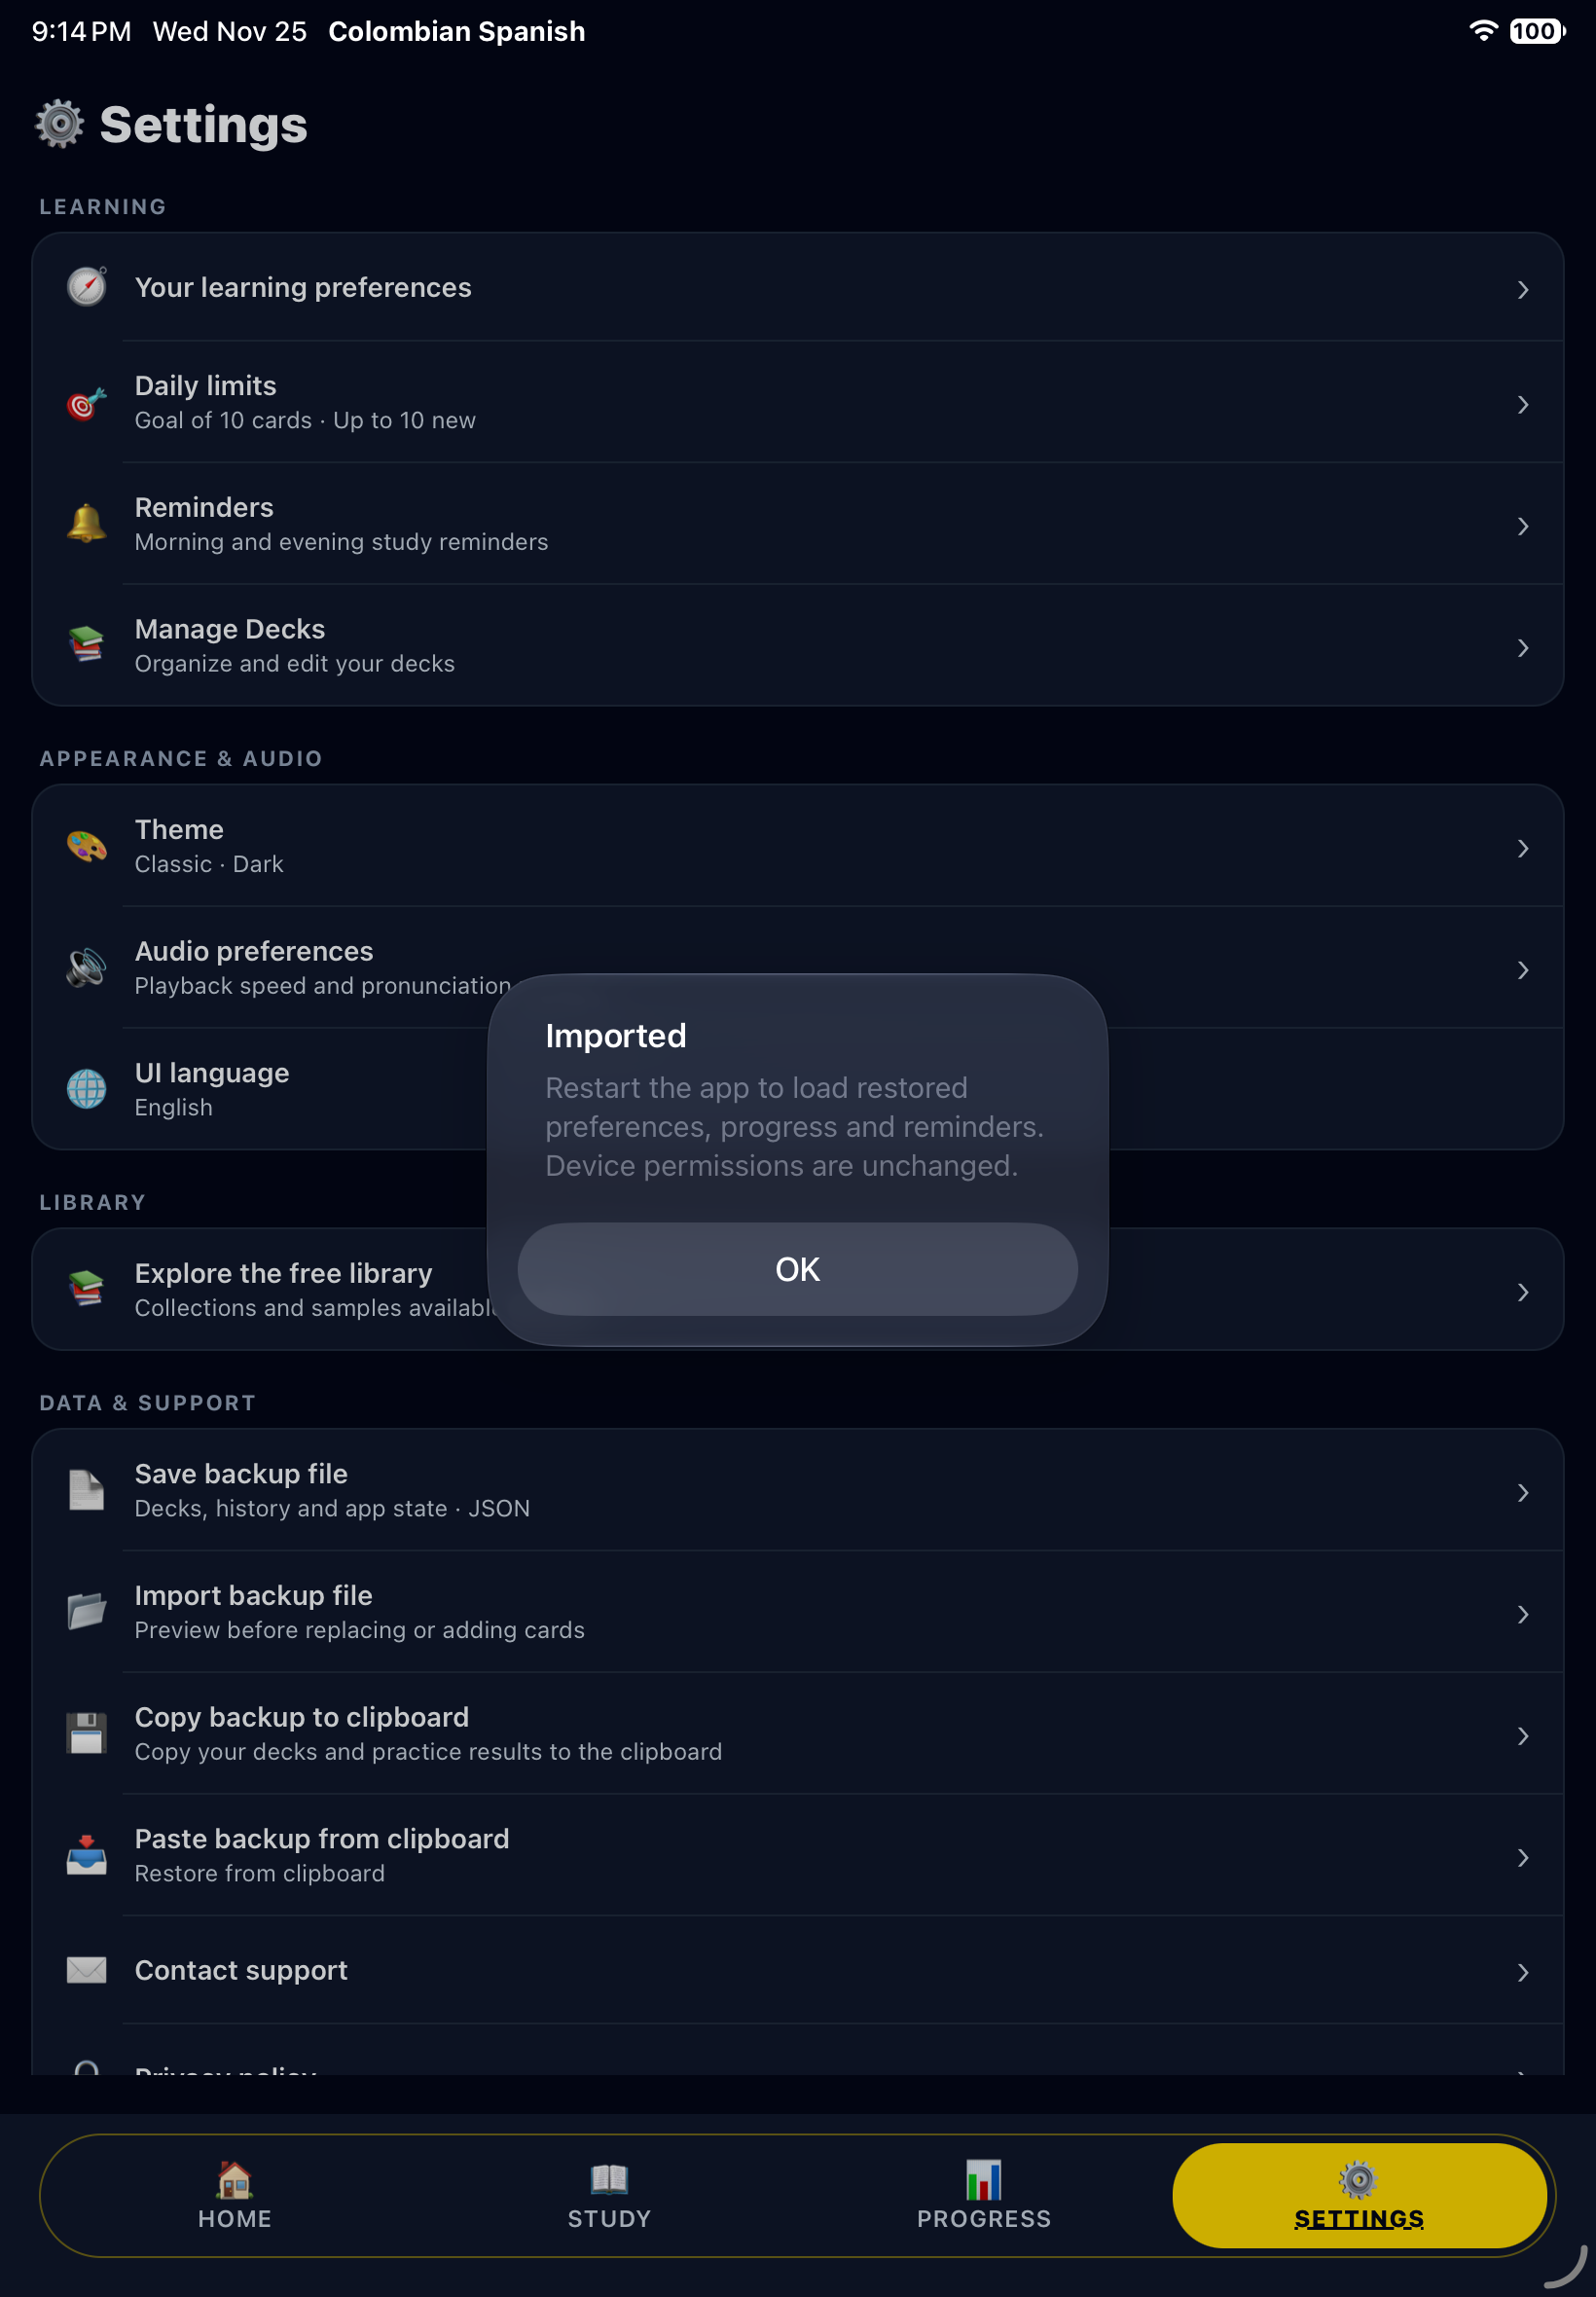 9:14 PM Wed Nov 25 Colombian Spanish
100
Settings
LEARNING
Your learning preferences
Daily limits
Goal of 10 cards · Up to 10 new
Reminders
Morning and evening study reminders
Manage Decks
Organize and edit your decks
APPEARANCE & AUDIO
Theme
Classic · Dark
Audio preferences
Playback speed and pronunciation
UI language
English
Imported
Restart the app to load restored
preferences, progress and reminders.
Device permissions are unchanged.
OK
LIBRARY
Explore the free library
Collections and samples available
DATA & SUPPORT
Save backup file
Decks, history and app state · JSON
Import backup file
Preview before replacing or adding cards
Copy backup to clipboard
Copy your decks and practice results to the clipboard
Paste backup from clipboard
Restore from clipboard
Contact support
Privacy policy
HOME
STUDY
PROGRESS
SETTINGS